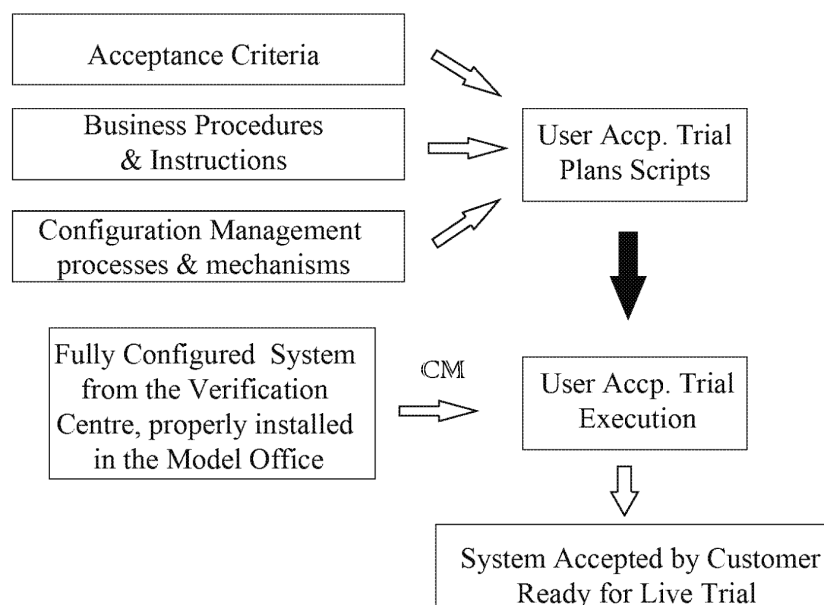 Acceptance Criteria
Business Procedures
& Instructions
Configuration Management
processes & mechanisms
User Accp. Trial
Plans Scripts
Fully Configured System
from the Verification
Centre, properly installed
in the Model Office
CM
User Accp. Trial
Execution
System Accepted by Customer
Ready for Live Trial